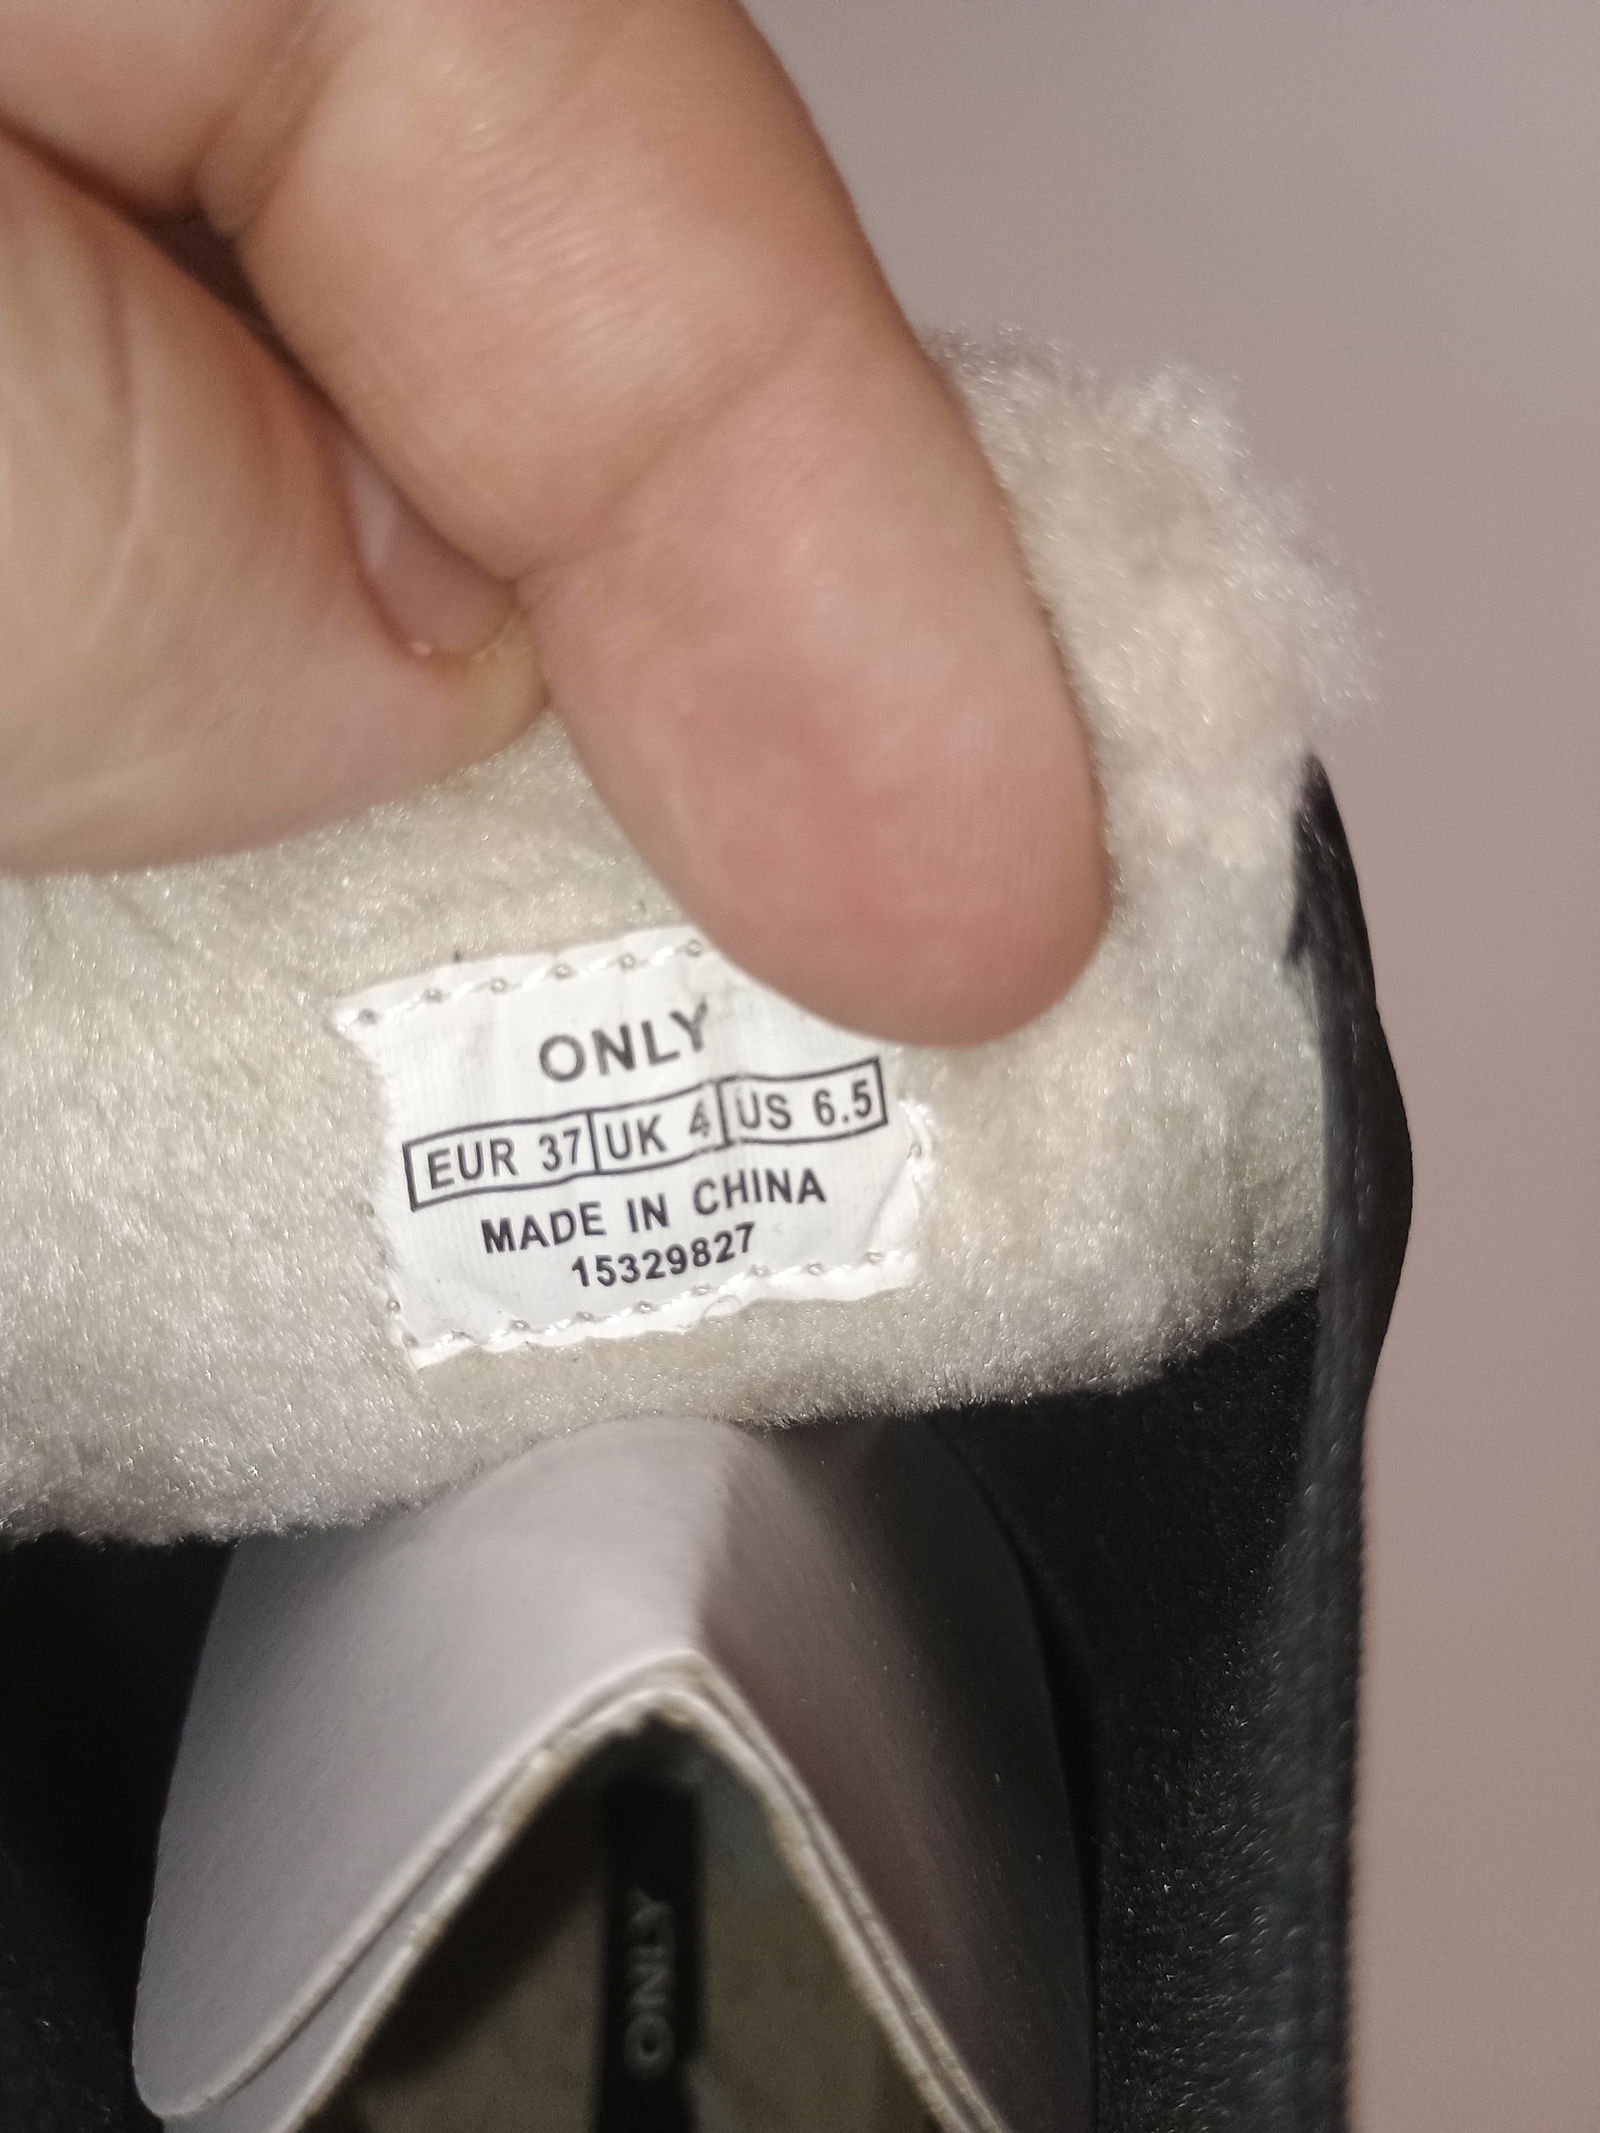 ONLY
EUR 37 UK 4 US 6.5
MADE IN CHINA
15329827
ONLY